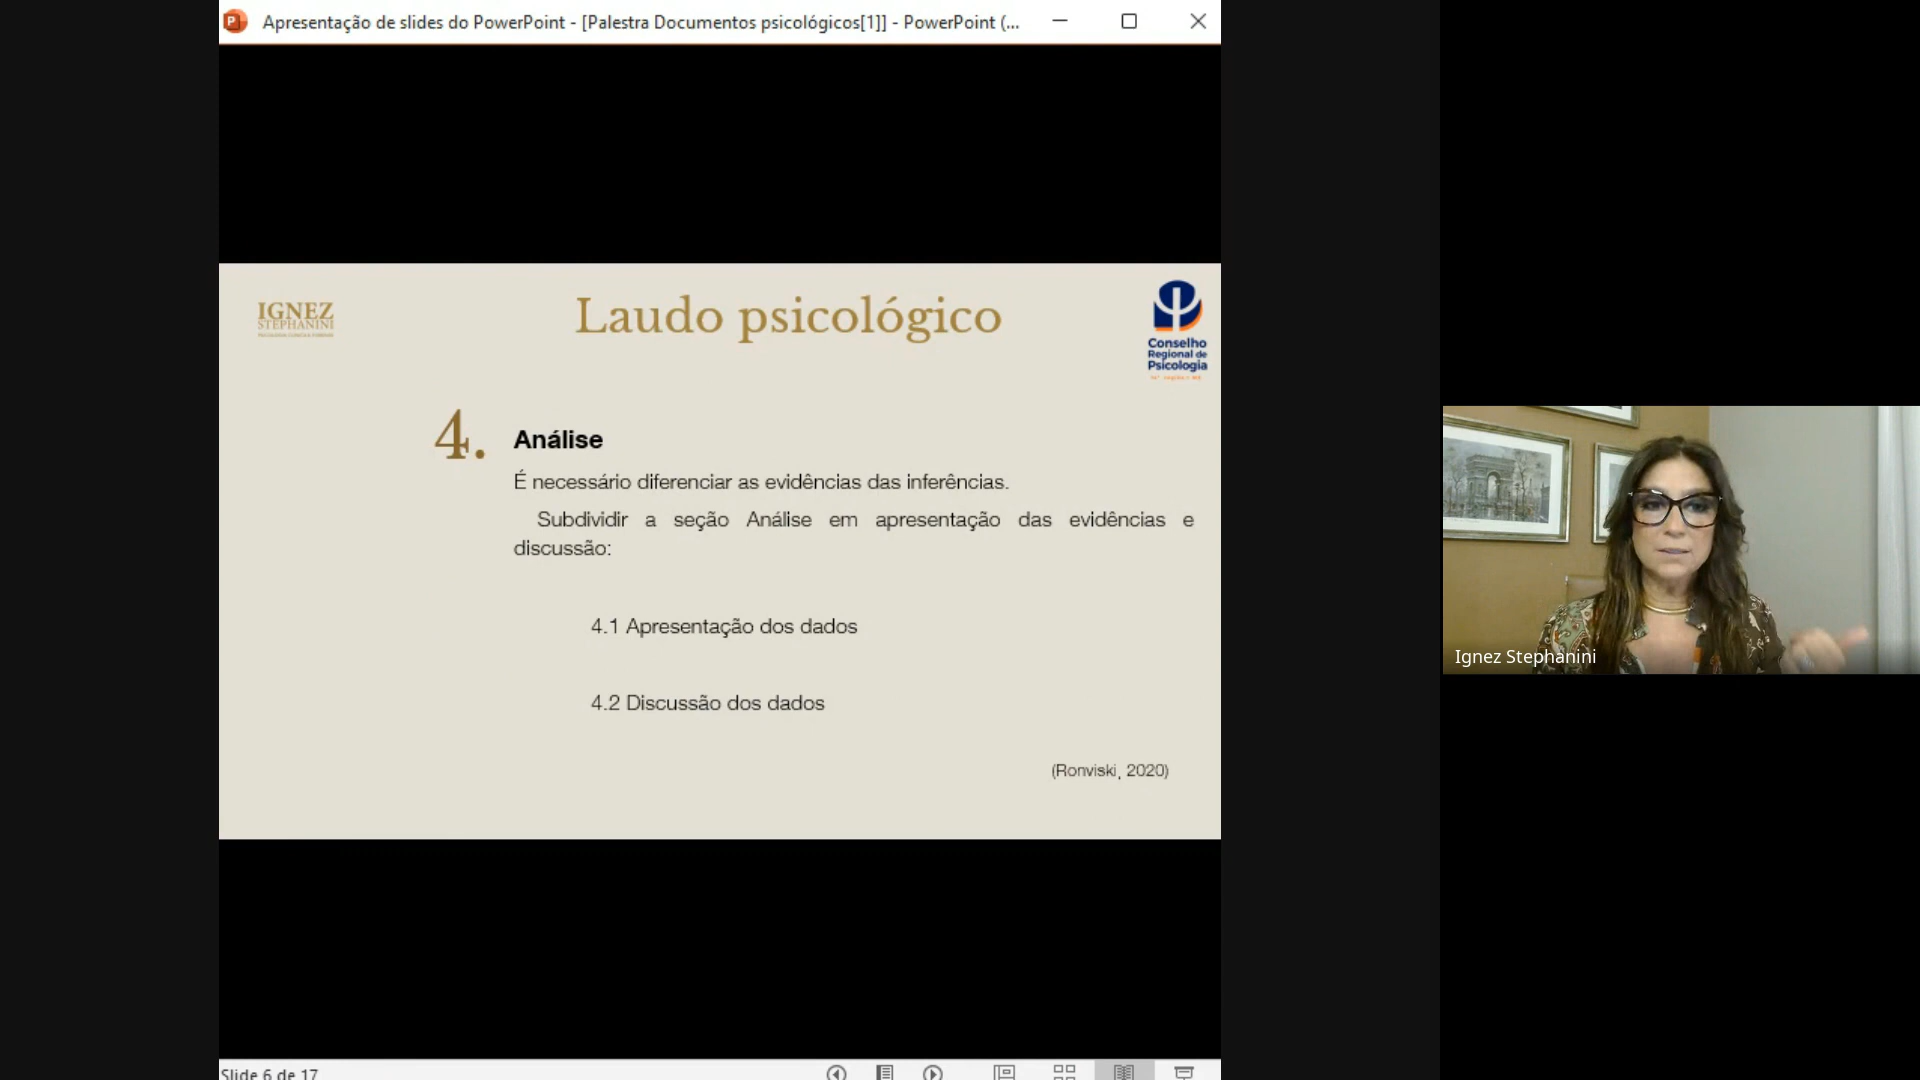 Apresentação de slides do PowerPoint - [Palestra Documentos psicológicos[1]] - PowerPoint (...
IGNEZ
STEPHANINI
Laudo psicológico
Conselho
Regional de
Psicologia
4.
Análise
É necessário diferenciar as evidências das inferências.
Subdividir a seção Análise em apresentação das evidências e
discussão:
4.1 Apresentação dos dados
4.2 Discussão dos dados
(Ronviski, 2020)
Slide 6 de 17
Ignez Stephanini